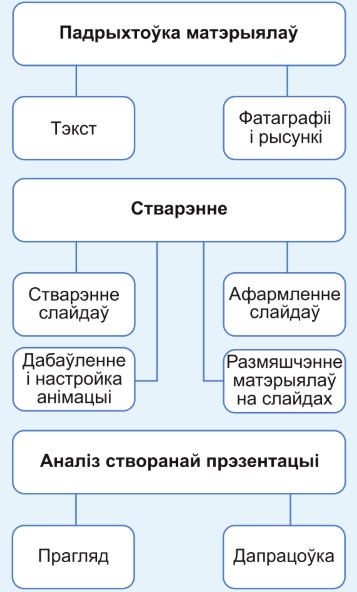 Падрыхтоўка матэрыялаў
Тэкст
Фатаграфіі
і рысункі
Стварэнне
Стварэнне
слайдаў
Афармленне
слайдаў
Дабаўленне
і настройка
анімацыі
Размяшчэнне
матэрыялаў
на слайдах
Аналіз створанай прэзентацыі
Прагляд
Дапрацоўка